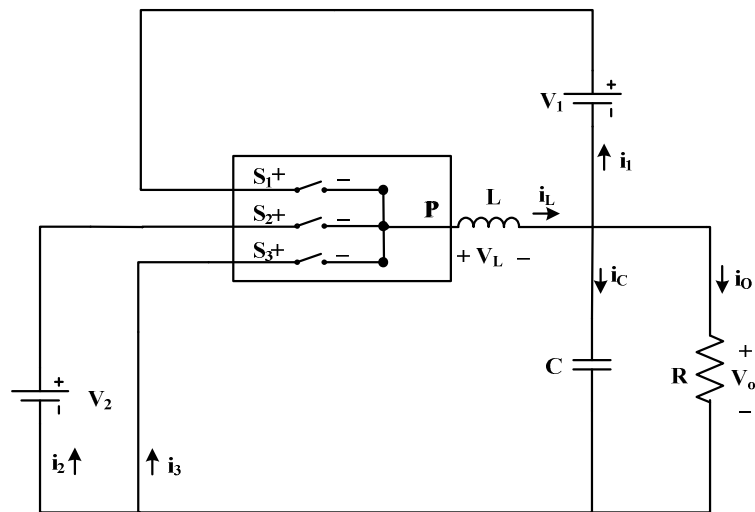 +
V1
–
i1
S1+ –
S2+ –
S3+ –
P
L
iL
+ VL –
iC
iO
C
R
+
Vo
–
+
V2
–
i2
i3